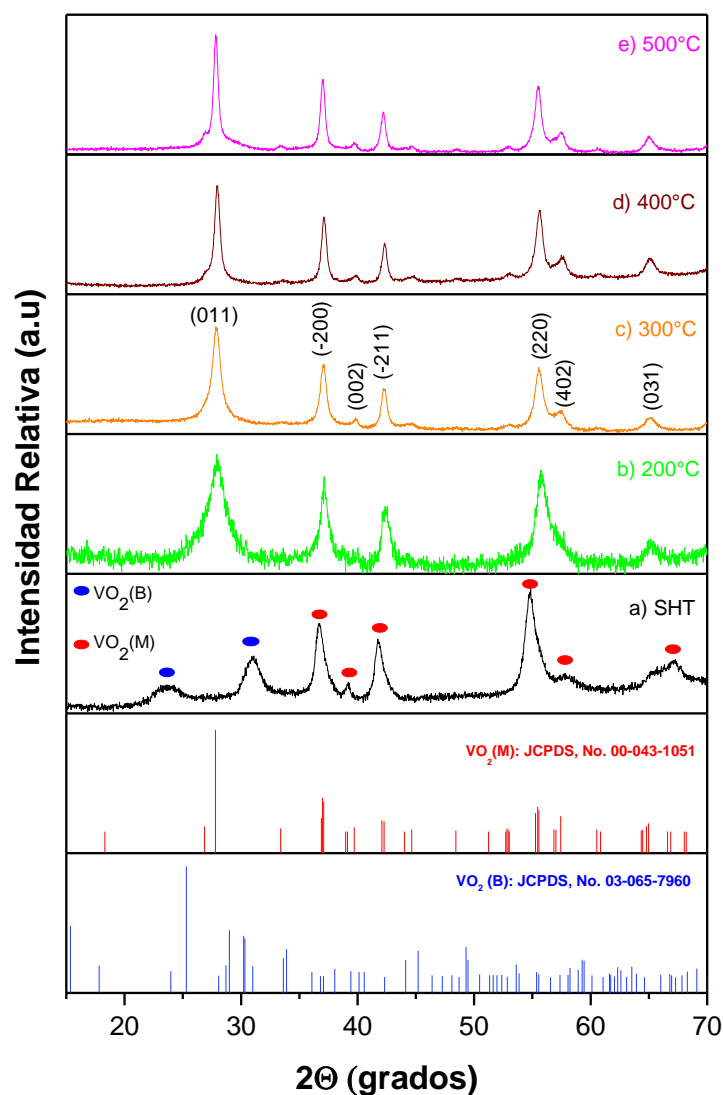 Intensidad Relativa (a.u)
e) 500°C
d) 400°C
(011)
(-200)
(002)
(-211)
(220)
(402)
(031)
c) 300°C
b) 200°C
VO2(B)
VO2(M)
a) SHT
VO2(M): JCPDS, No. 00-043-1051
VO2 (B): JCPDS, No. 03-065-7960
20 30 40 50 60 70
2Θ (grados)